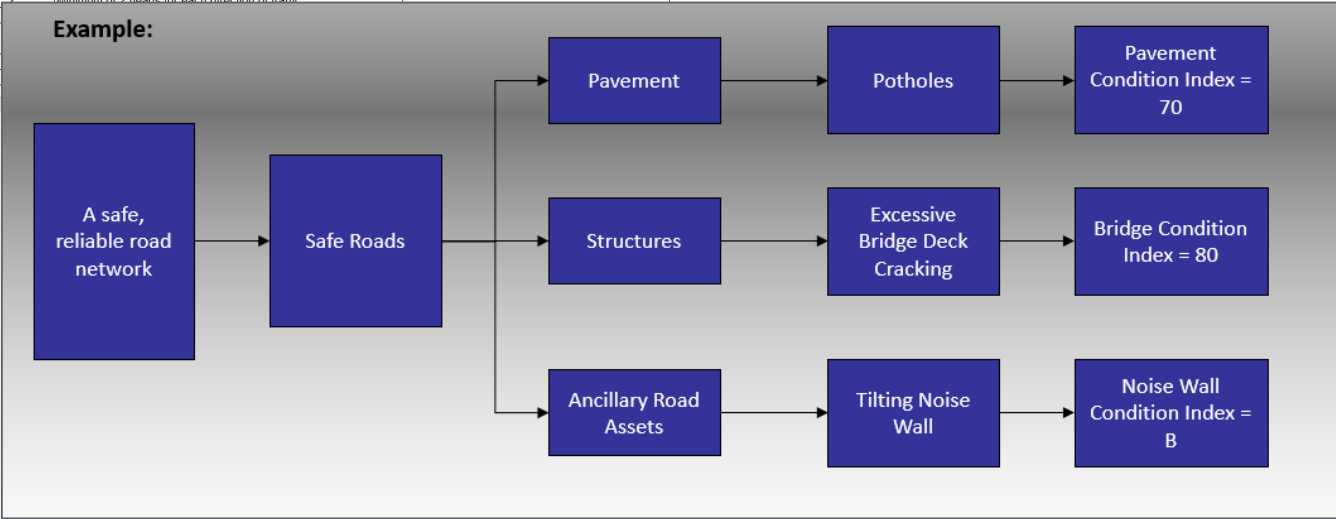 Example:
Pavement
Potholes
Pavement
Condition Index =
70
A safe,
reliable road
network
Safe Roads
Structures
Excessive
Bridge Deck
Cracking
Bridge Condition
Index = 80
Ancillary Road
Assets
Tilting Noise
Wall
Noise Wall
Condition Index =
B